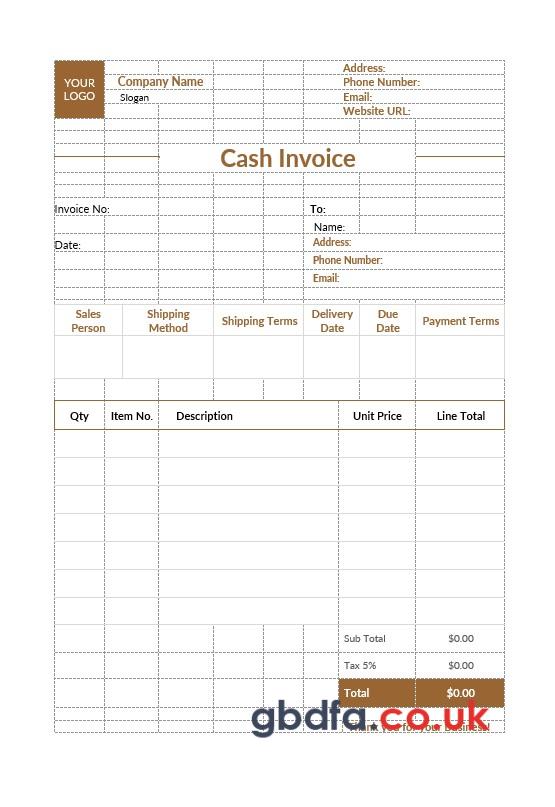 YOUR
LOGO
Company Name
Slogan
Address:
Phone Number:
Email:
Website URL:
Cash Invoice
Invoice No:
To:
Name:
Date:
Address:
Phone Number:
Email:
Sales Person Shipping Method Shipping Terms Delivery Date Due Date Payment Terms
Qty Item No. Description Unit Price Line Total
Sub Total $0.00
Tax 5% $0.00
Total $0.00
gbdfa.co.uk
Thank you for your Business!